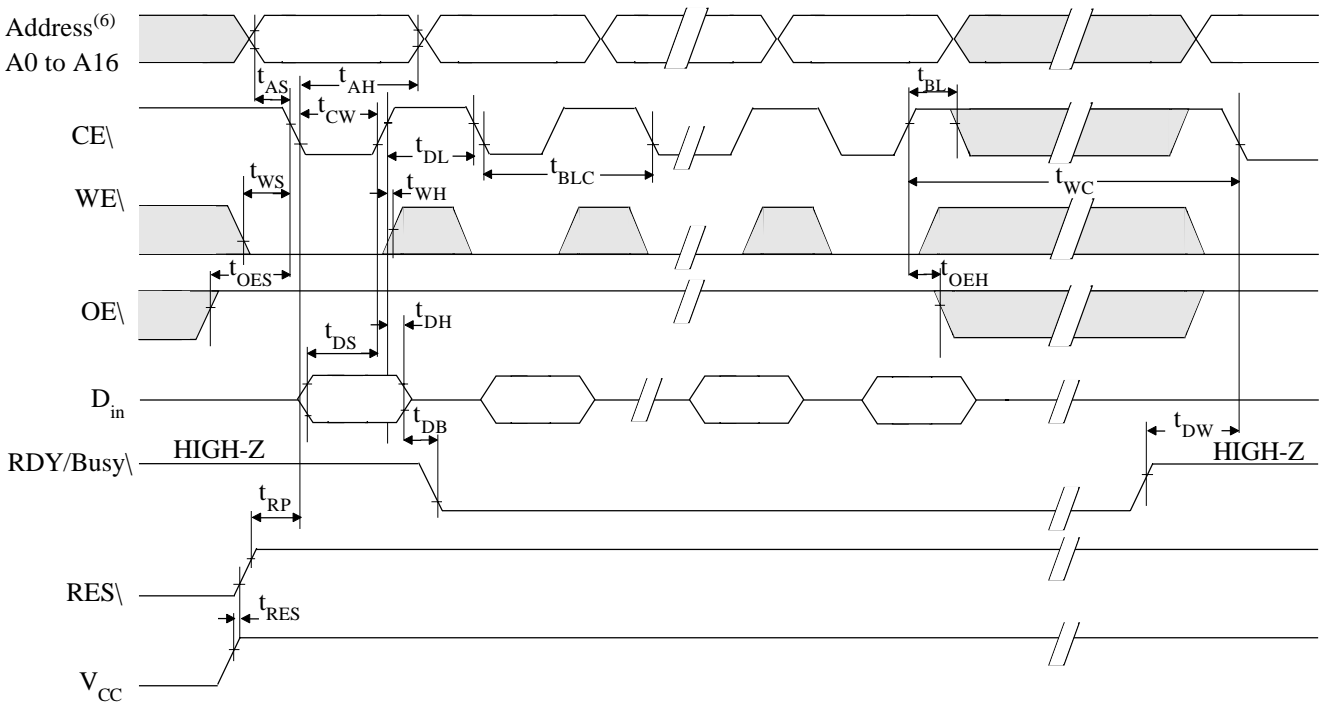 Address(6)
A0 to A16
tAS
tAH
tBL
CE\
tCW
tDL
tBLC
tWC
tWS
tWH
WE\
tOES
tOEH
OE\
tDH
tDS
Din
tDB
tDW
RDY/Busy\
HIGH-Z
HIGH-Z
tRP
RES\
tRES
VCC